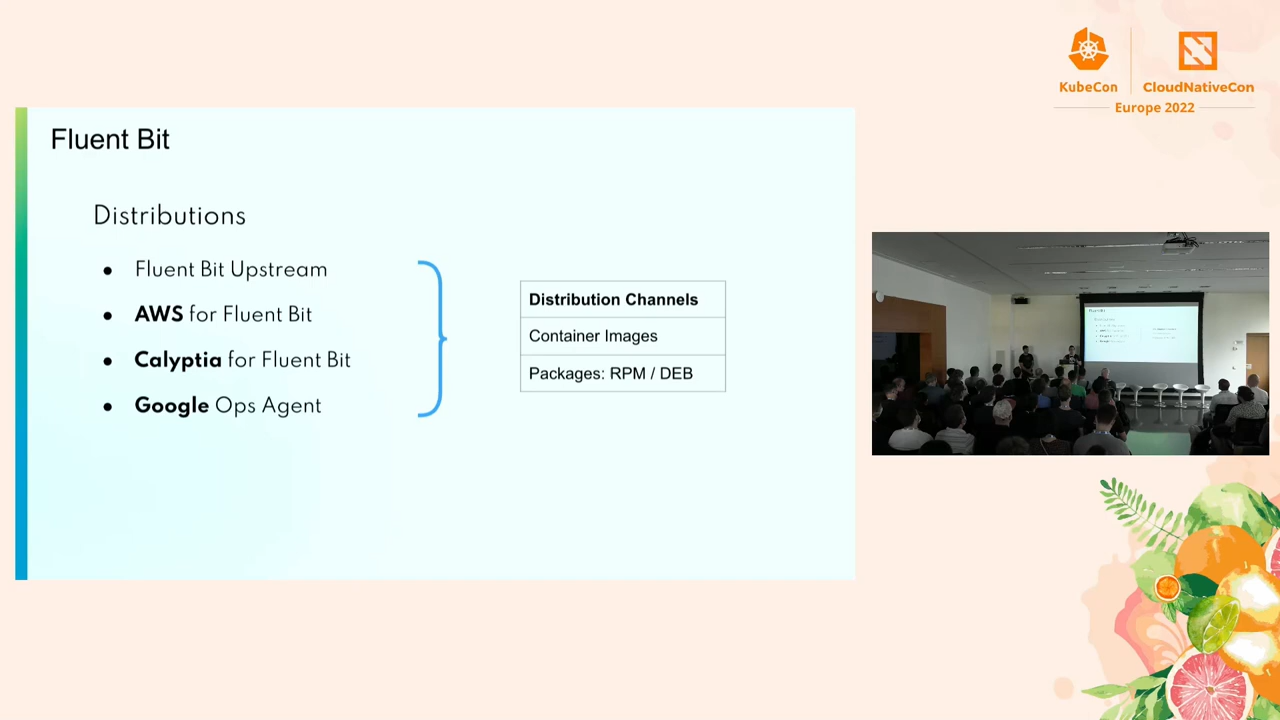 KubeCon
CloudNativeCon
Europe 2022
Fluent Bit
Distributions
● Fluent Bit Upstream
● AWS for Fluent Bit
● Calyptia for Fluent Bit
● Google Ops Agent
Distribution Channels
Container Images
Packages: RPM / DEB